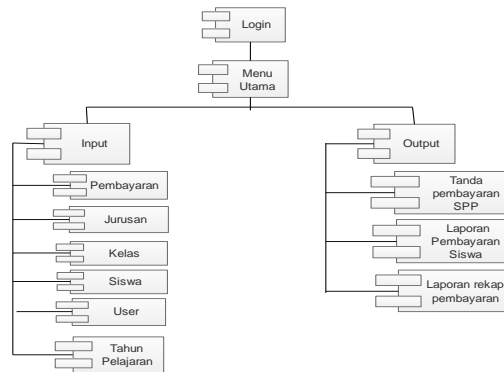 Login
Menu
Utama
Input
Pembayaran
Jurusan
Kelas
Siswa
User
Tahun
Pelajaran
Output
Tanda
pembayaran
SPP
Laporan
Pembayaran
Siswa
Laporan rekap
pembayaran